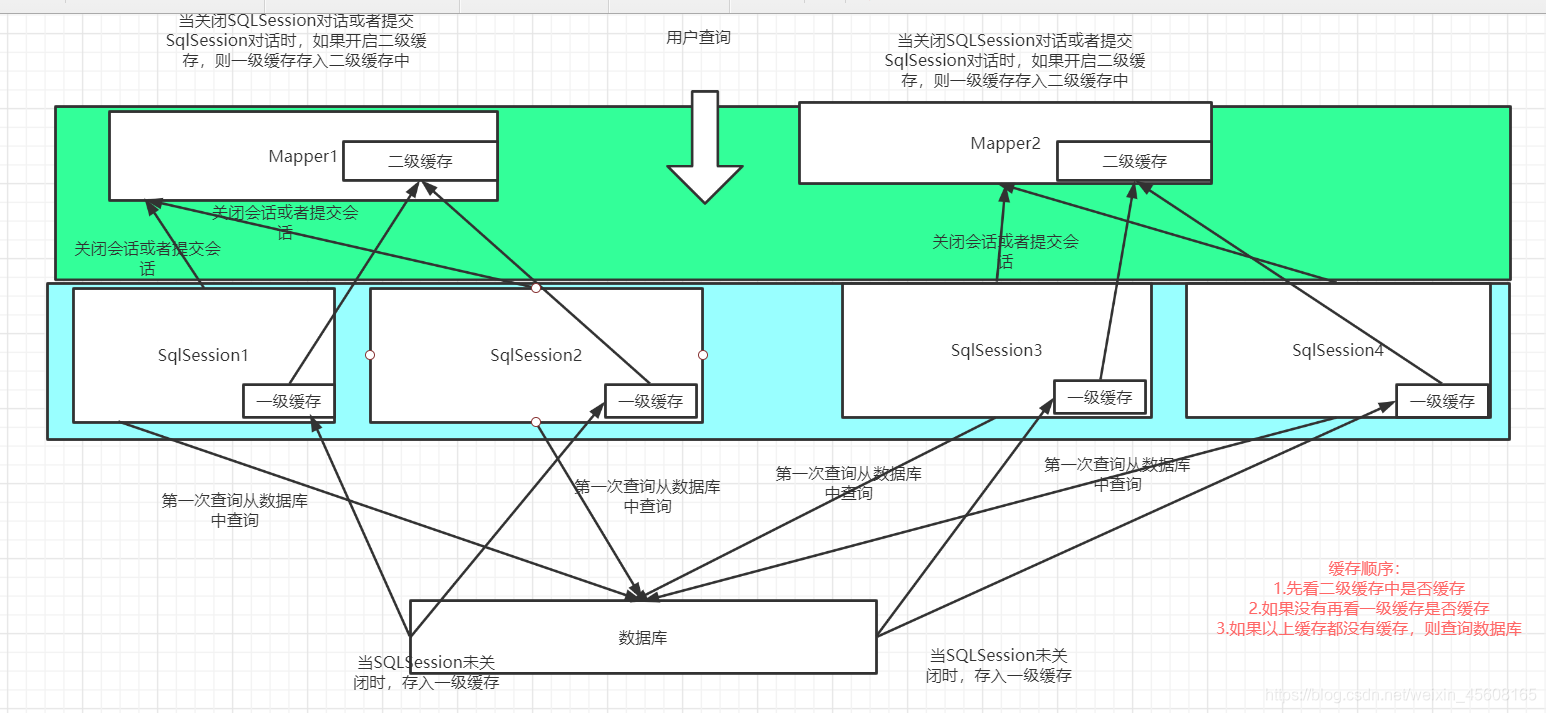 当关闭SQLSession对话或者提交
SqlSession对话时，如果开启二级缓
存，则一级缓存存入二级缓存中
用户查询
当关闭SQLSession对话或者提交
SqlSession对话时，如果开启二级缓
存，则一级缓存存入二级缓存中
Mapper1
二级缓存
Mapper2
二级缓存
关闭会话或者提交会
话
关闭会话或者提交会
话
关闭会话或者提交会
话
SqlSession1
一级缓存
SqlSession2
一级缓存
SqlSession3
一级缓存
SqlSession4
一级缓存
第一次查询从数据库
中查询
第一次查询从数据库
中查询
第一次查询从数据库
中查询
第一次查询从数据库
中查询
数据库
当SQLSession未关
闭时，存入一级缓存
当SQLSession未关
闭时，存入一级缓存
缓存顺序：
1.先看二级缓存中是否缓存
2.如果没有再看一级缓存是否缓存
3.如果以上缓存都没有缓存，则查询数据库
https://blog.csdn.net/weixin_45608165